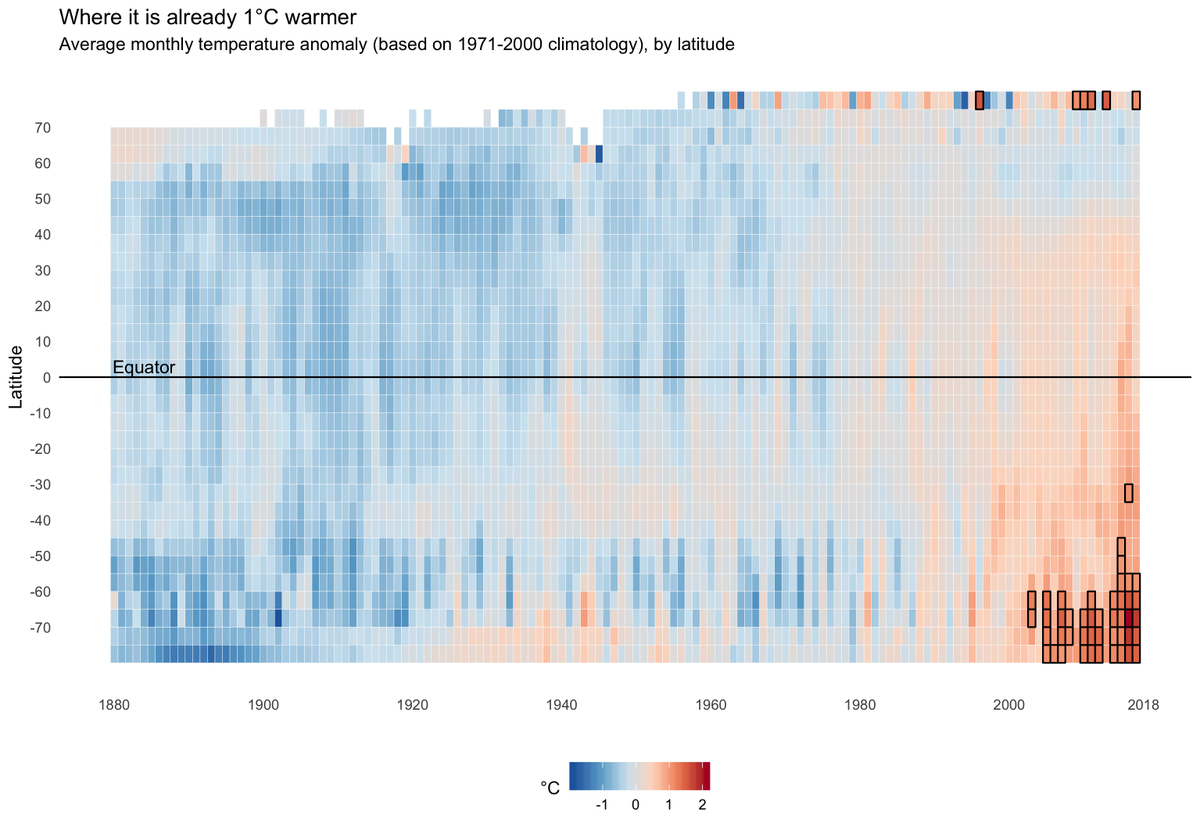 Where it is already 1°C warmer
Average monthly temperature anomaly (based on 1971-2000 climatology), by latitude
70
60
50
40
30
20
10
Equator
0
Latitude
-10
-20
-30
-40
-50
-60
-70
1880 1900 1920 1940 1960 1980 2000 2018
°C
-1 0 1 2